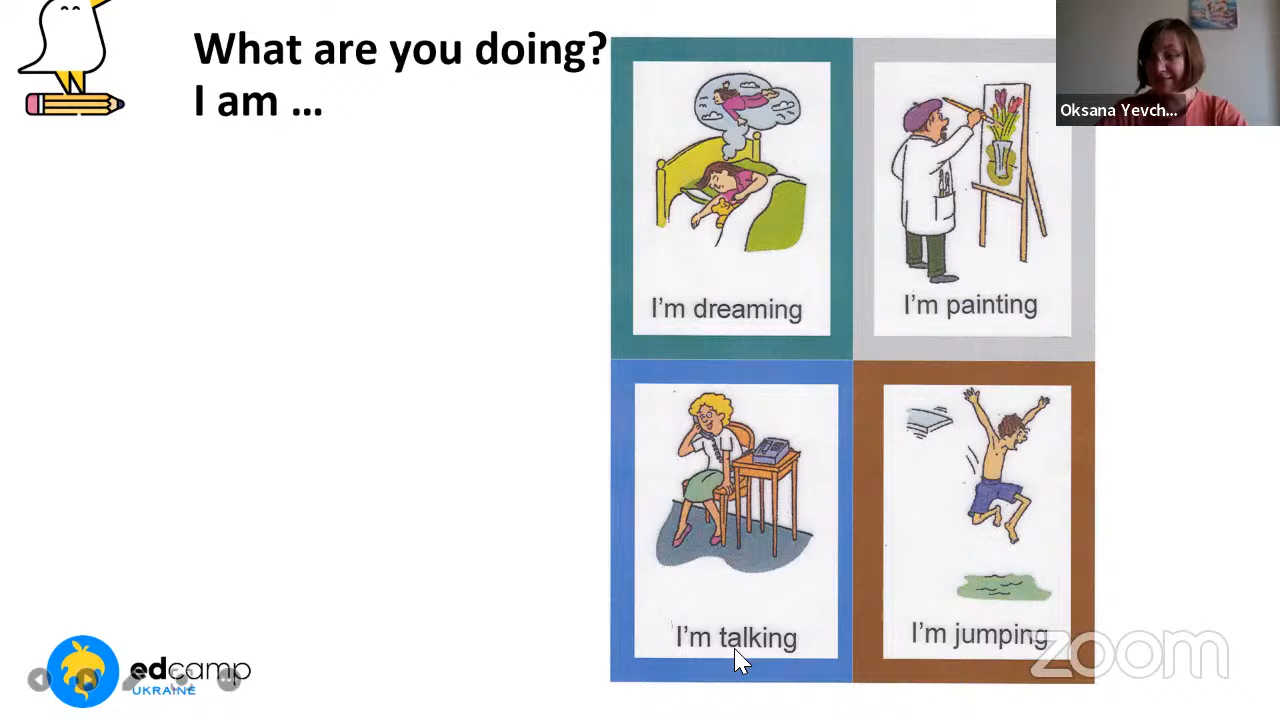 What are you doing?
I am ...
Oksana Yevch...
I'm dreaming
I'm painting
I'm talking
I'm jumping
zoom
edcamp
UKRAINE